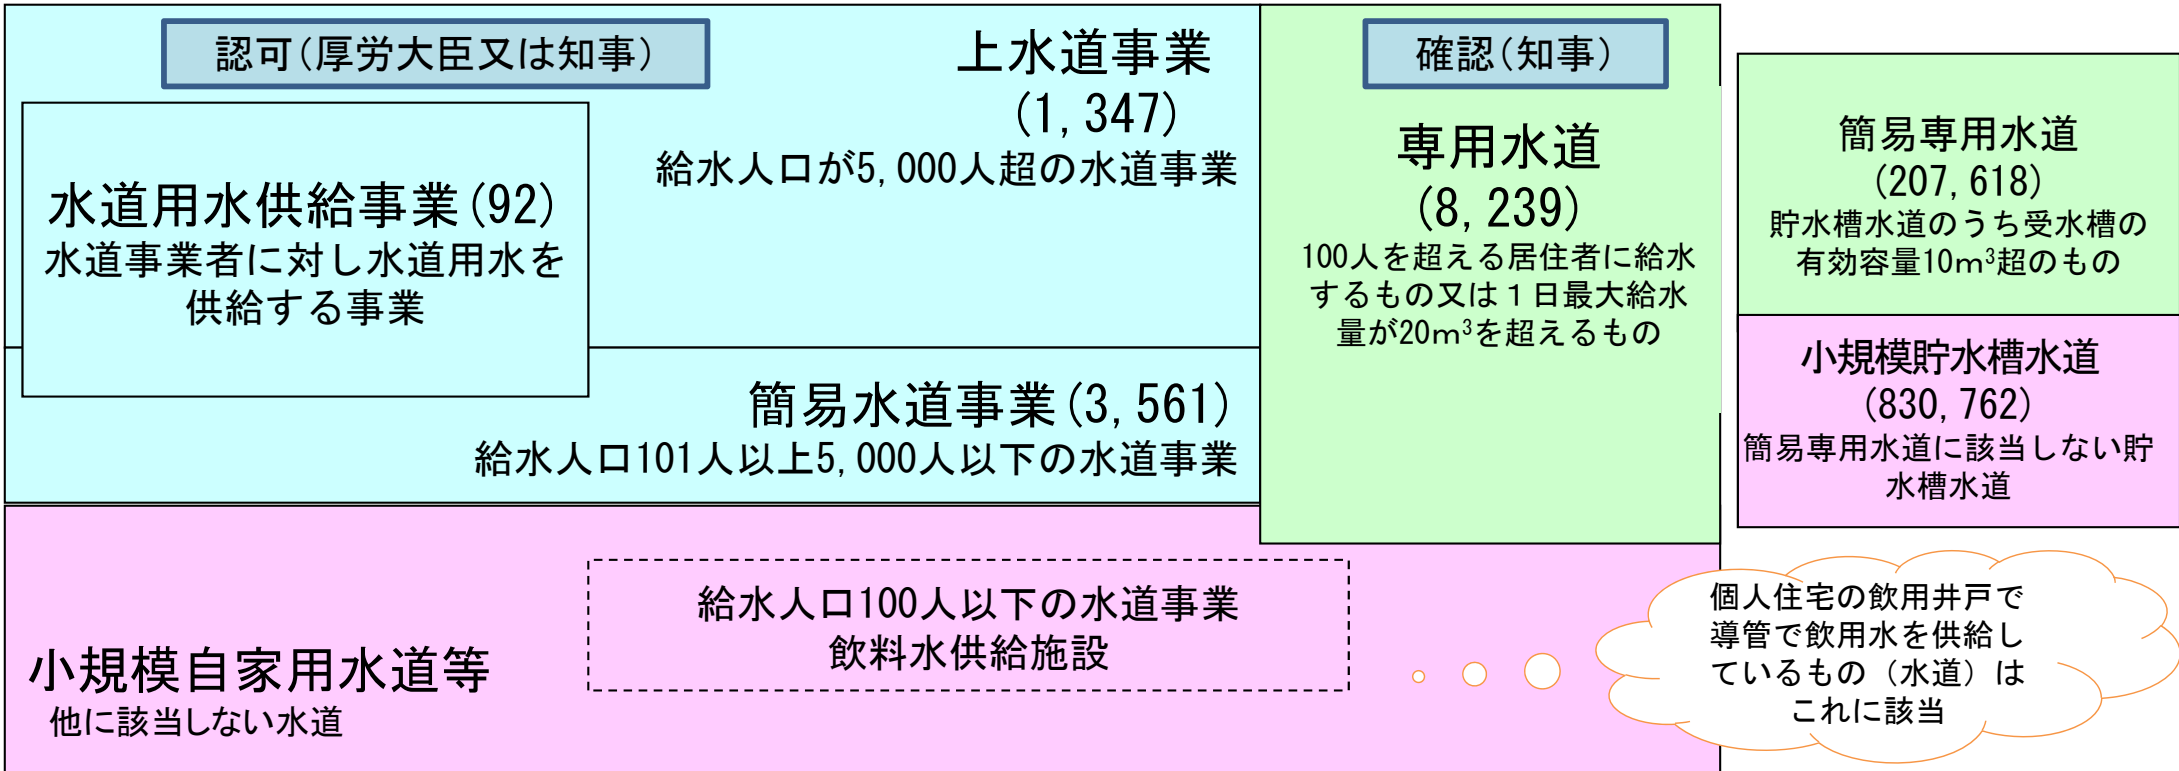 認可(厚労大臣又は知事)
上水道事業
(1,347)
給水人口が5,000人超の水道事業
水道用水供給事業(92)
水道事業者に対し水道用水を
供給する事業
簡易水道事業(3,561)
給水人口101人以上5,000人以下の水道事業
確認(知事)
専用水道
(8,239)
100人を超える居住者に給水
するもの又は1日最大給水
量が20m³を超えるもの
簡易専用水道
(207,618)
貯水槽水道のうち受水槽の
有効容量10m³超のもの
小規模貯水槽水道
(830,762)
簡易専用水道に該当しない貯
水槽水道
給水人口100人以下の水道事業
飲料水供給施設
小規模自家用水道等
他に該当しない水道
個人住宅の飲用井戸で
導管で飲用水を供給し
ているもの（水道）は
これに該当